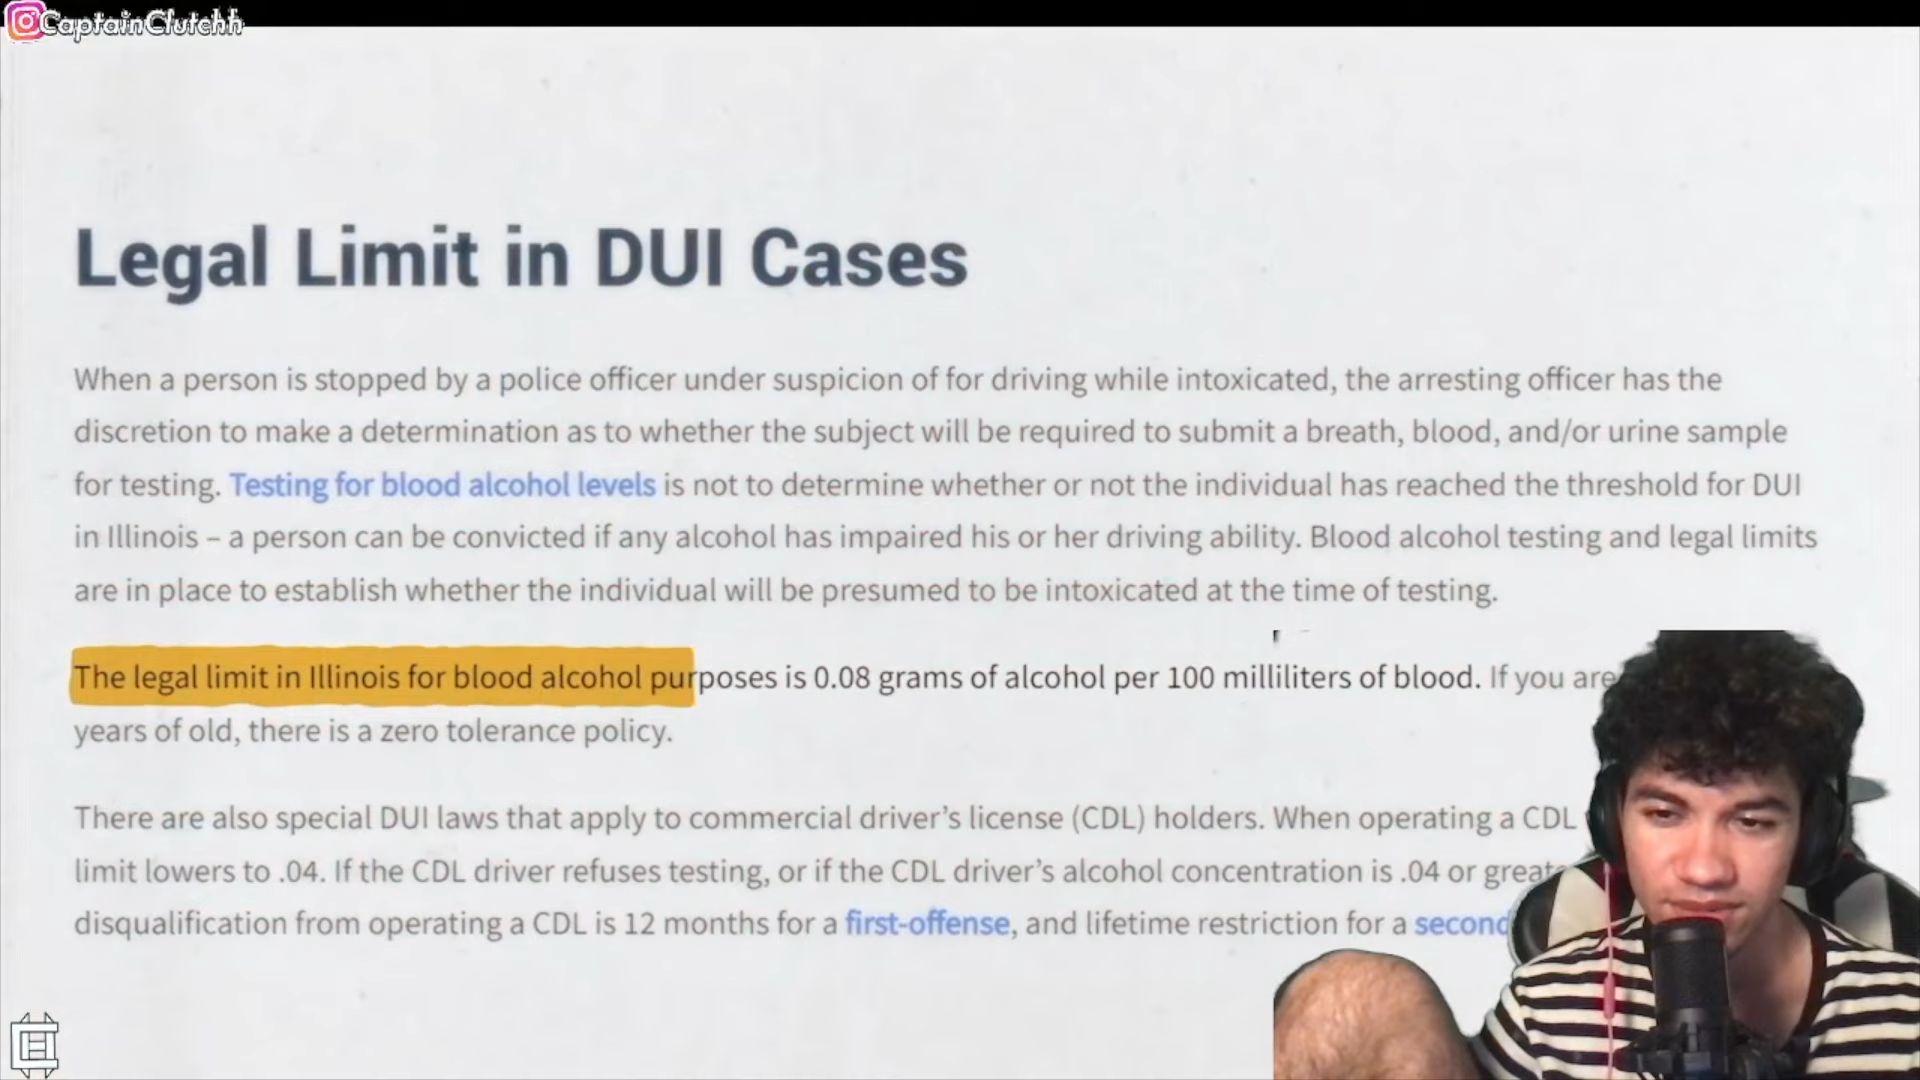 CaptainClutchh
Legal Limit in DUI Cases
When a person is stopped by a police officer under suspicion of for driving while intoxicated, the arresting officer has the
discretion to make a determination as to whether the subject will be required to submit a breath, blood, and/or urine sample
for testing. Testing for blood alcohol levels is not to determine whether or not the individual has reached the threshold for DUI
in Illinois – a person can be convicted if any alcohol has impaired his or her driving ability. Blood alcohol testing and legal limits
are in place to establish whether the individual will be presumed to be intoxicated at the time of testing.
The legal limit in Illinois for blood alcohol purposes is 0.08 grams of alcohol per 100 milliliters of blood. If you are
years of old, there is a zero tolerance policy.
There are also special DUI laws that apply to commercial driver's license (CDL) holders. When operating a CDL
limit lowers to .04. If the CDL driver refuses testing, or if the CDL driver's alcohol concentration is .04 or
disqualification from operating a CDL is 12 months for a first-offense, and lifetime restriction for a second